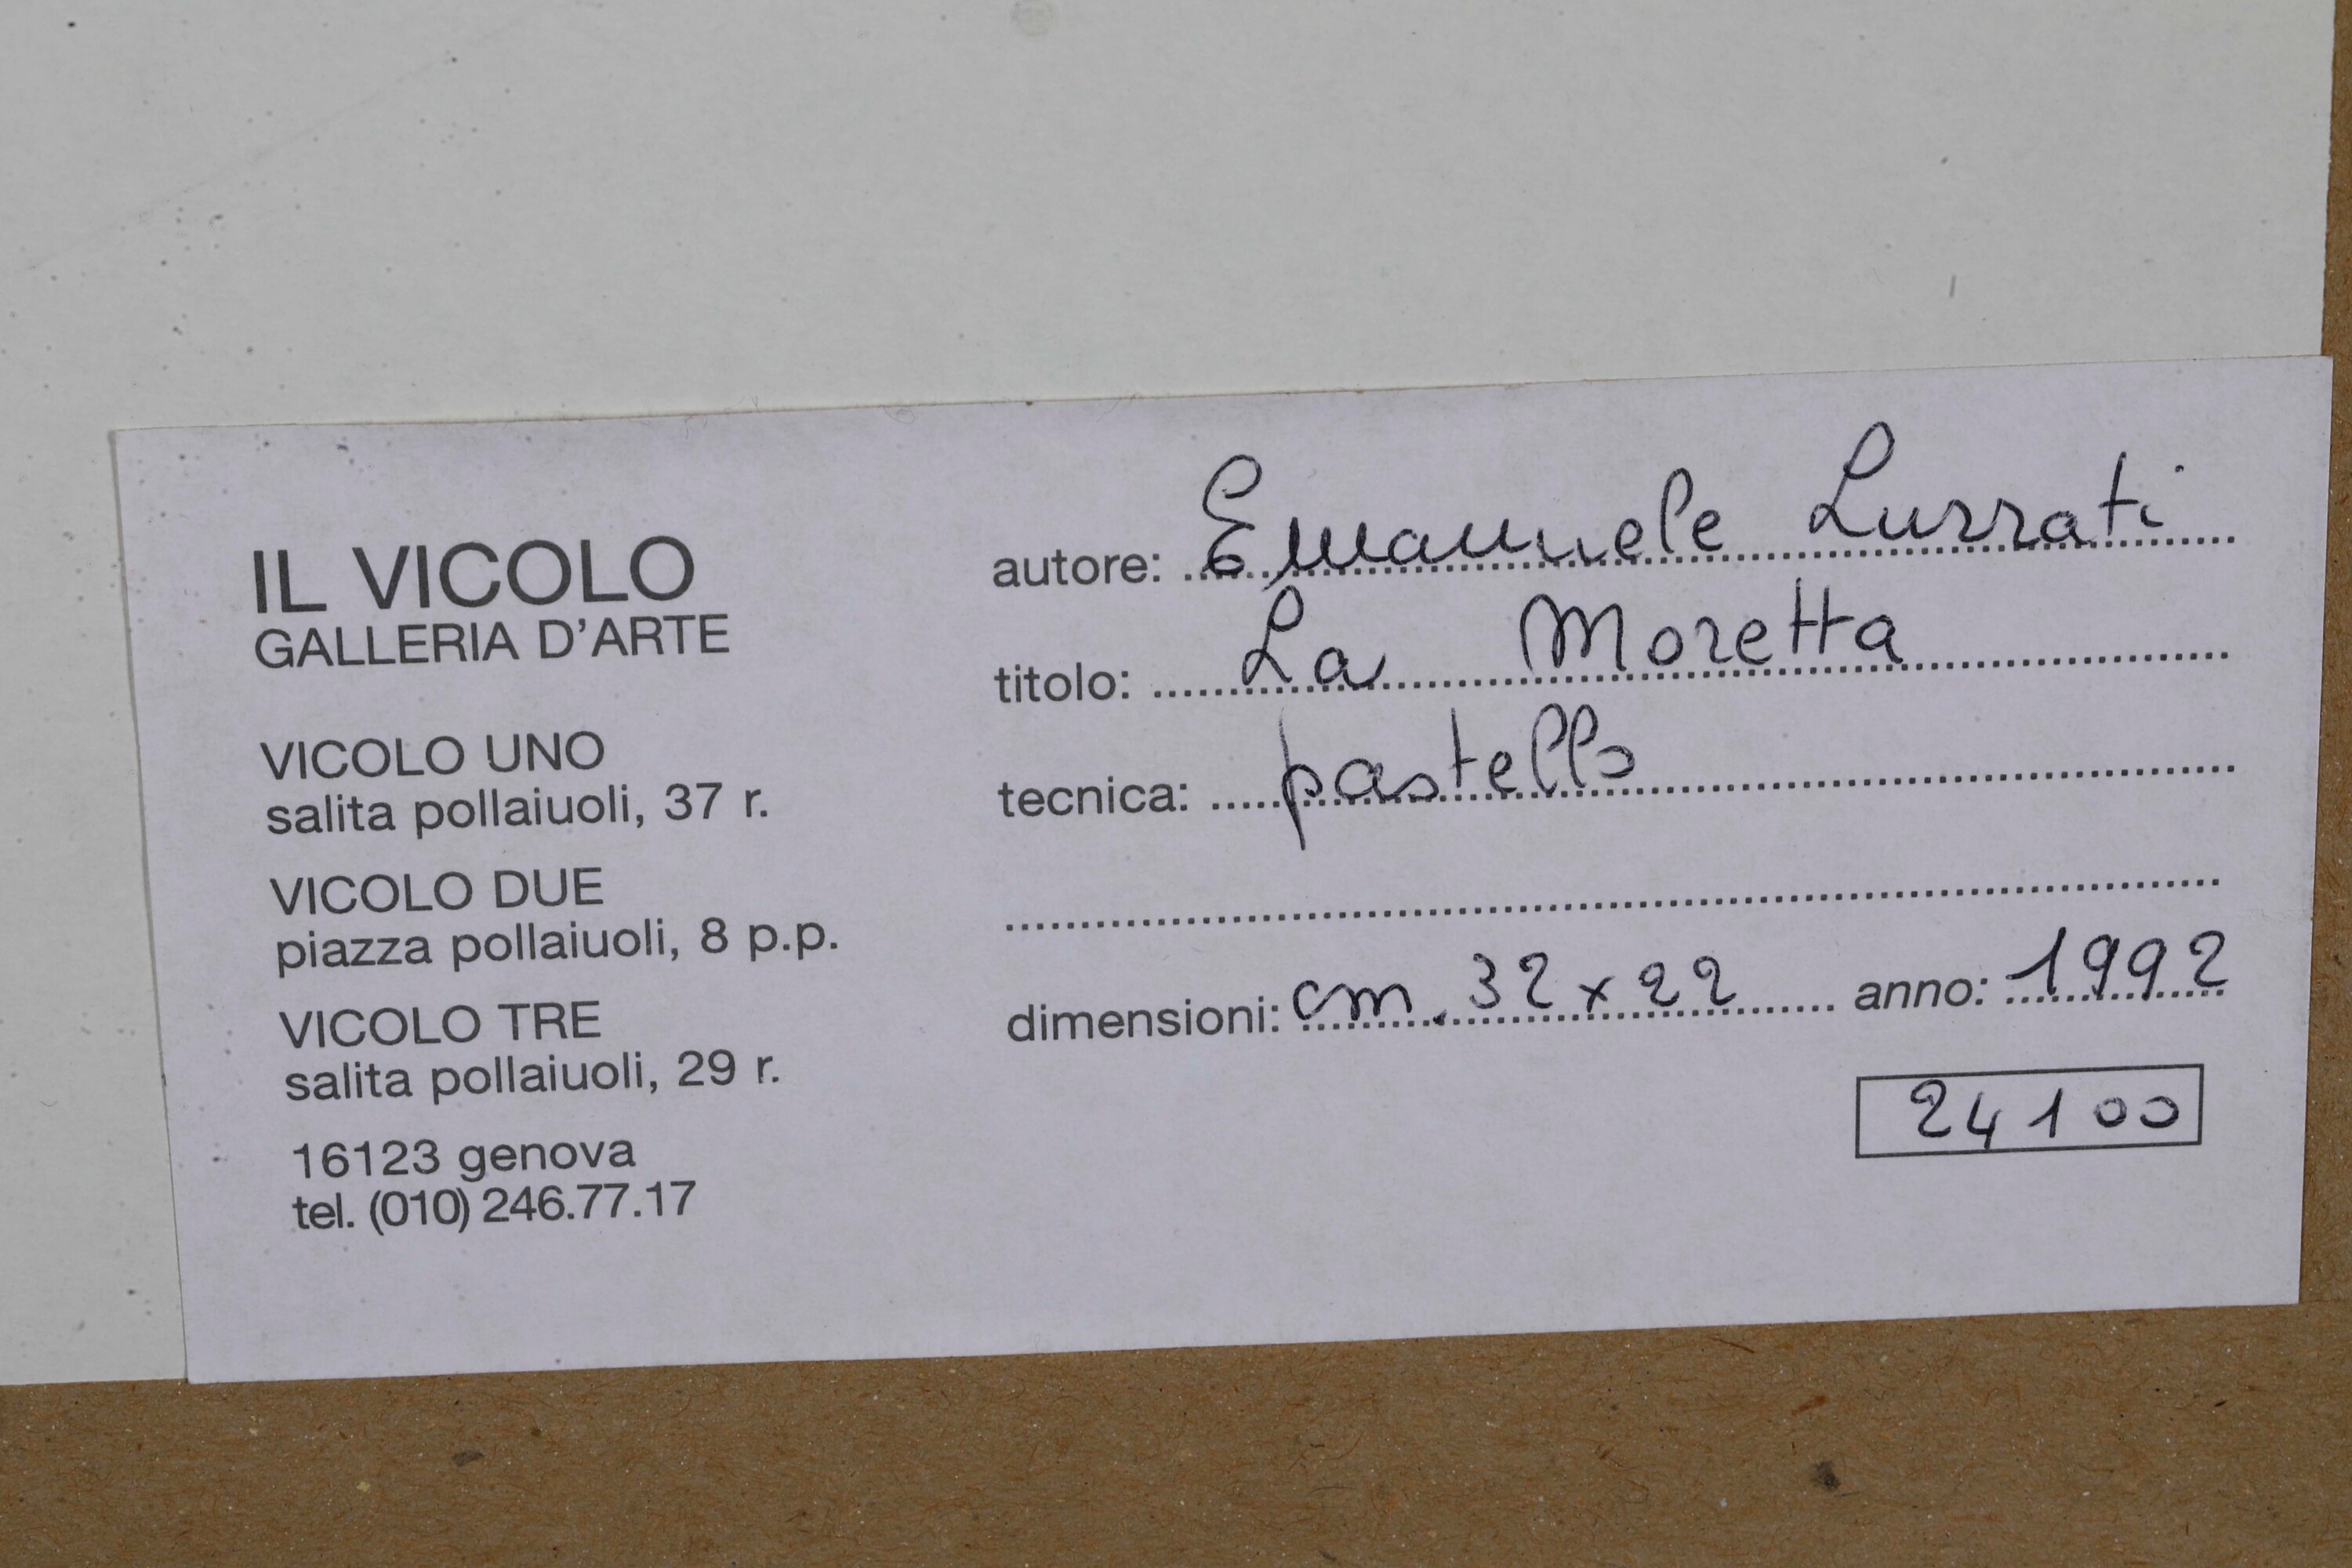 IL VICOLO
GALLERIA D'ARTE
VICOLO UNO
salita pollaiuoli, 37 r.
VICOLO DUE
piazza pollaiuoli, 8 p.p.
VICOLO TRE
salita pollaiuoli, 29 r.
16123 genova
tel. (010) 246.77.17
autore: Emanuele Luzzati
titolo: La Moretta
tecnica: pastello
dimensioni: cm. 32x22 anno: 1992
24100